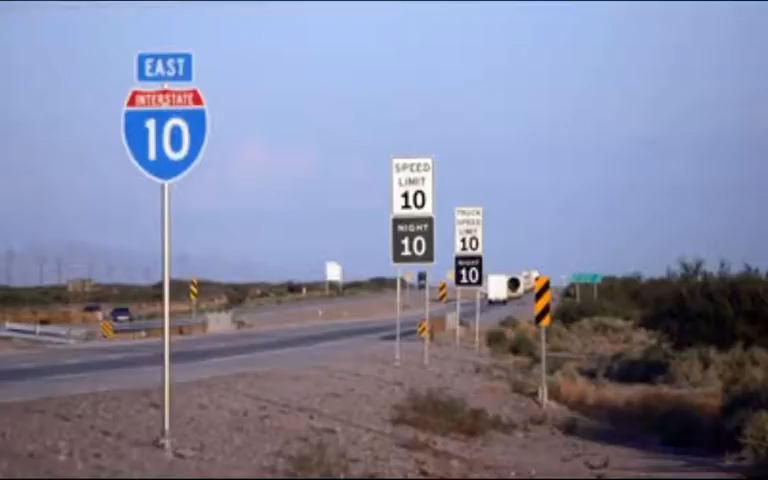 EAST
INTERSTATE
10
SPEED
LIMIT
10
NIGHT
10
TRUCK
SPEED
LIMIT
10
NIGHT
10